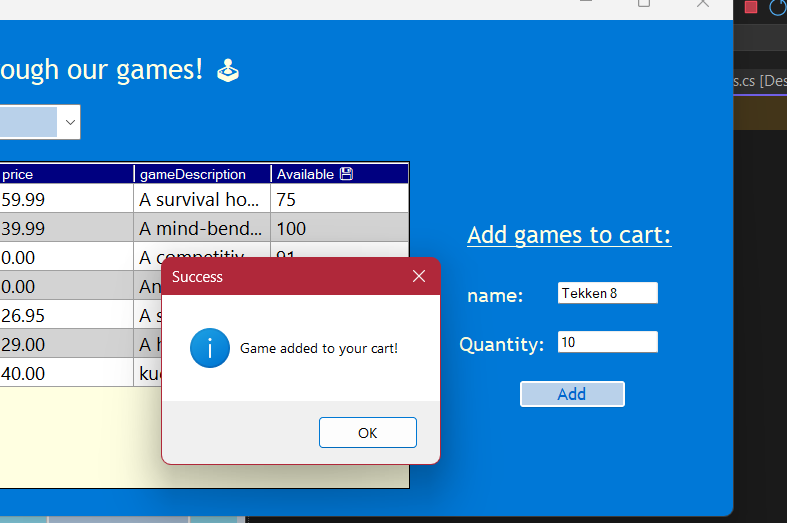 ough our games! 🕹️
s.cs [Des
price gameDescription Available 💾
59.99 A survival ho... 75
39.99 A mind-bend... 100
0.00 A competitiv 91
0.00 An
26.95 A s
29.00 A h
40.00 kuc
Success
Game added to your cart!
OK
Add games to cart:
name: Tekken 8
Quantity: 10
Add